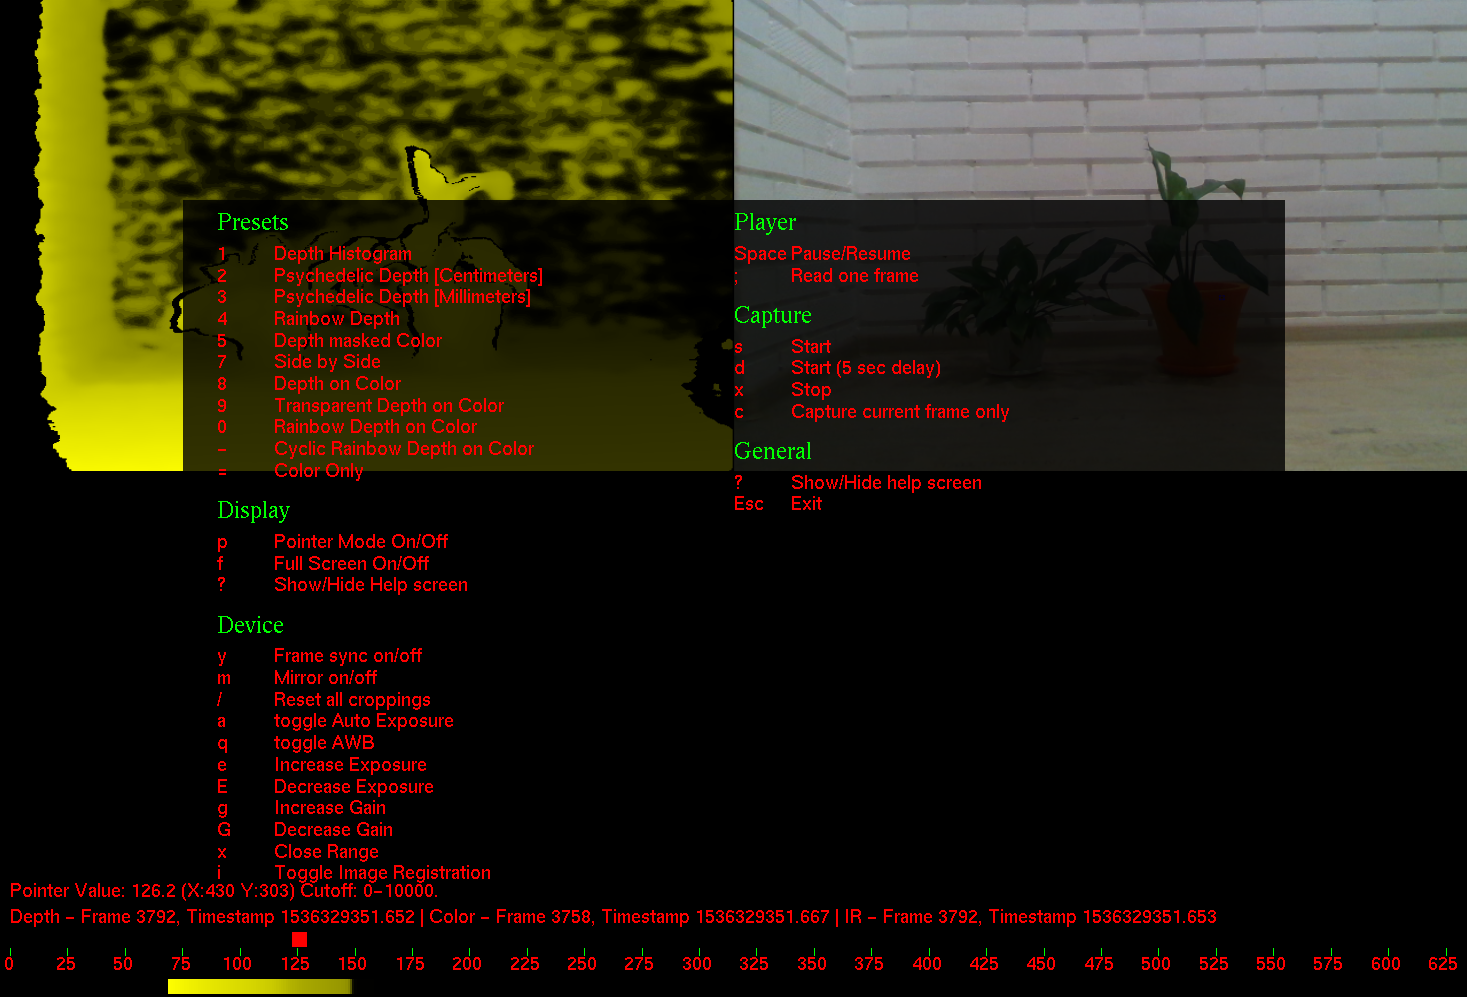 Presets
1 Depth Histogram
2 Psychedelic Depth [Centimeters]
3 Psychedelic Depth [Millimeters]
4 Rainbow Depth
5 Depth masked Color
7 Side by Side
8 Depth on Color
9 Transparent Depth on Color
0 Rainbow Depth on Color
- Cyclic Rainbow Depth on Color
= Color Only
Display
p Pointer Mode On/Off
f Full Screen On/Off
? Show/Hide Help screen
Device
y Frame sync on/off
m Mirror on/off
/ Reset all croppings
a toggle Auto Exposure
q toggle AWB
e Increase Exposure
E Decrease Exposure
g Increase Gain
G Decrease Gain
x Close Range
i Toggle Image Registration
Player
Space Pause/Resume
; Read one frame
Capture
s Start
d Start (5 sec delay)
x Stop
c Capture current frame only
General
? Show/Hide help screen
Esc Exit
Pointer Value: 126.2 (X:430 Y:303) Cutoff: 0-10000.
Depth - Frame 3792, Timestamp 1536329351.652 | Color - Frame 3758, Timestamp 1536329351.667 | IR - Frame 3792, Timestamp 1536329351.653
0 25 50 75 100 125 150 175 200 225 250 275 300 325 350 375 400 425 450 475 500 525 550 575 600 625